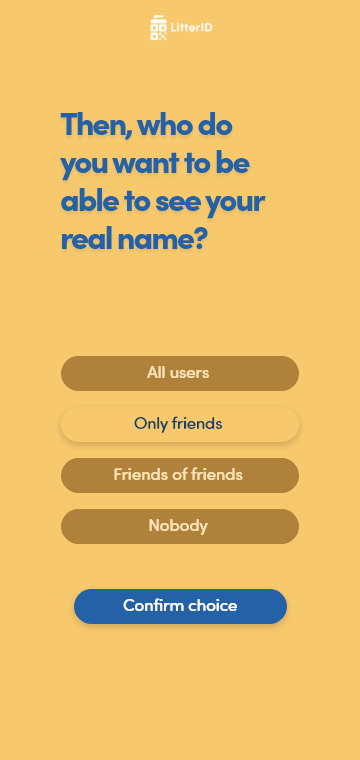 LitterID
Then, who do
you want to be
able to see your
real name?
All users
Only friends
Friends of friends
Nobody
Confirm choice